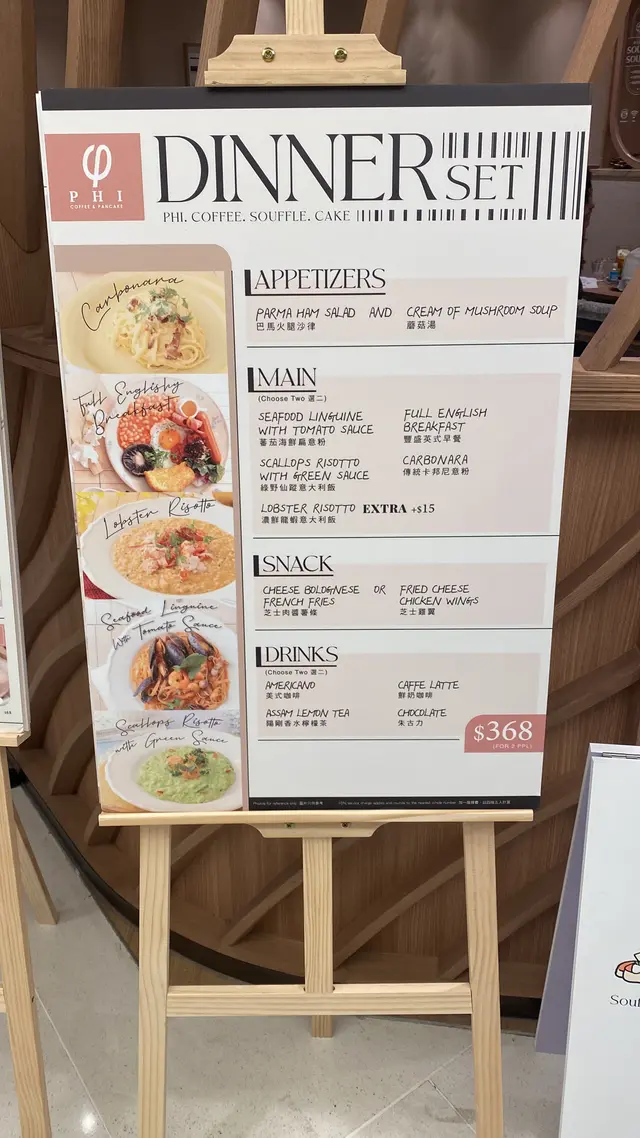 PHI
COFFEE & PANCAKE
DINNER SET
PHI. COFFEE. SOUFFLE. CAKE
Carbonara
Full Englishy
Breakfast
Lobster Risotto
Seafood Linguine
With Tomato Sauce
Scallops Risotto
with Green Sauce
APPETIZERS
PARMA HAM SALAD AND CREAM OF MUSHROOM SOUP
巴馬火腿沙律 蘑菇湯
MAIN
(Choose Two 選二)
SEAFOOD LINGUINE
WITH TOMATO SAUCE
蕃茄海鮮扁意粉
FULL ENGLISH
BREAKFAST
豐盛英式早餐
SCALLOPS RISOTTO
WITH GREEN SAUCE
綠野仙蹤意大利飯
CARBONARA
傳統卡邦尼意粉
LOBSTER RISOTTO EXTRA +$15
濃鮮龍蝦意大利飯
SNACK
CHEESE BOLOGNESE OR
FRENCH FRIES
芝士肉醬薯條
FRIED CHEESE
CHICKEN WINGS
芝士雞翼
DRINKS
(Choose Two 選二)
AMERICANO
美式咖啡
CAFFE LATTE
鮮奶咖啡
ASSAM LEMON TEA
陽剛香水檸檬茶
CHOCOLATE
朱古力
$368
(FOR 2 PPL)
Sou